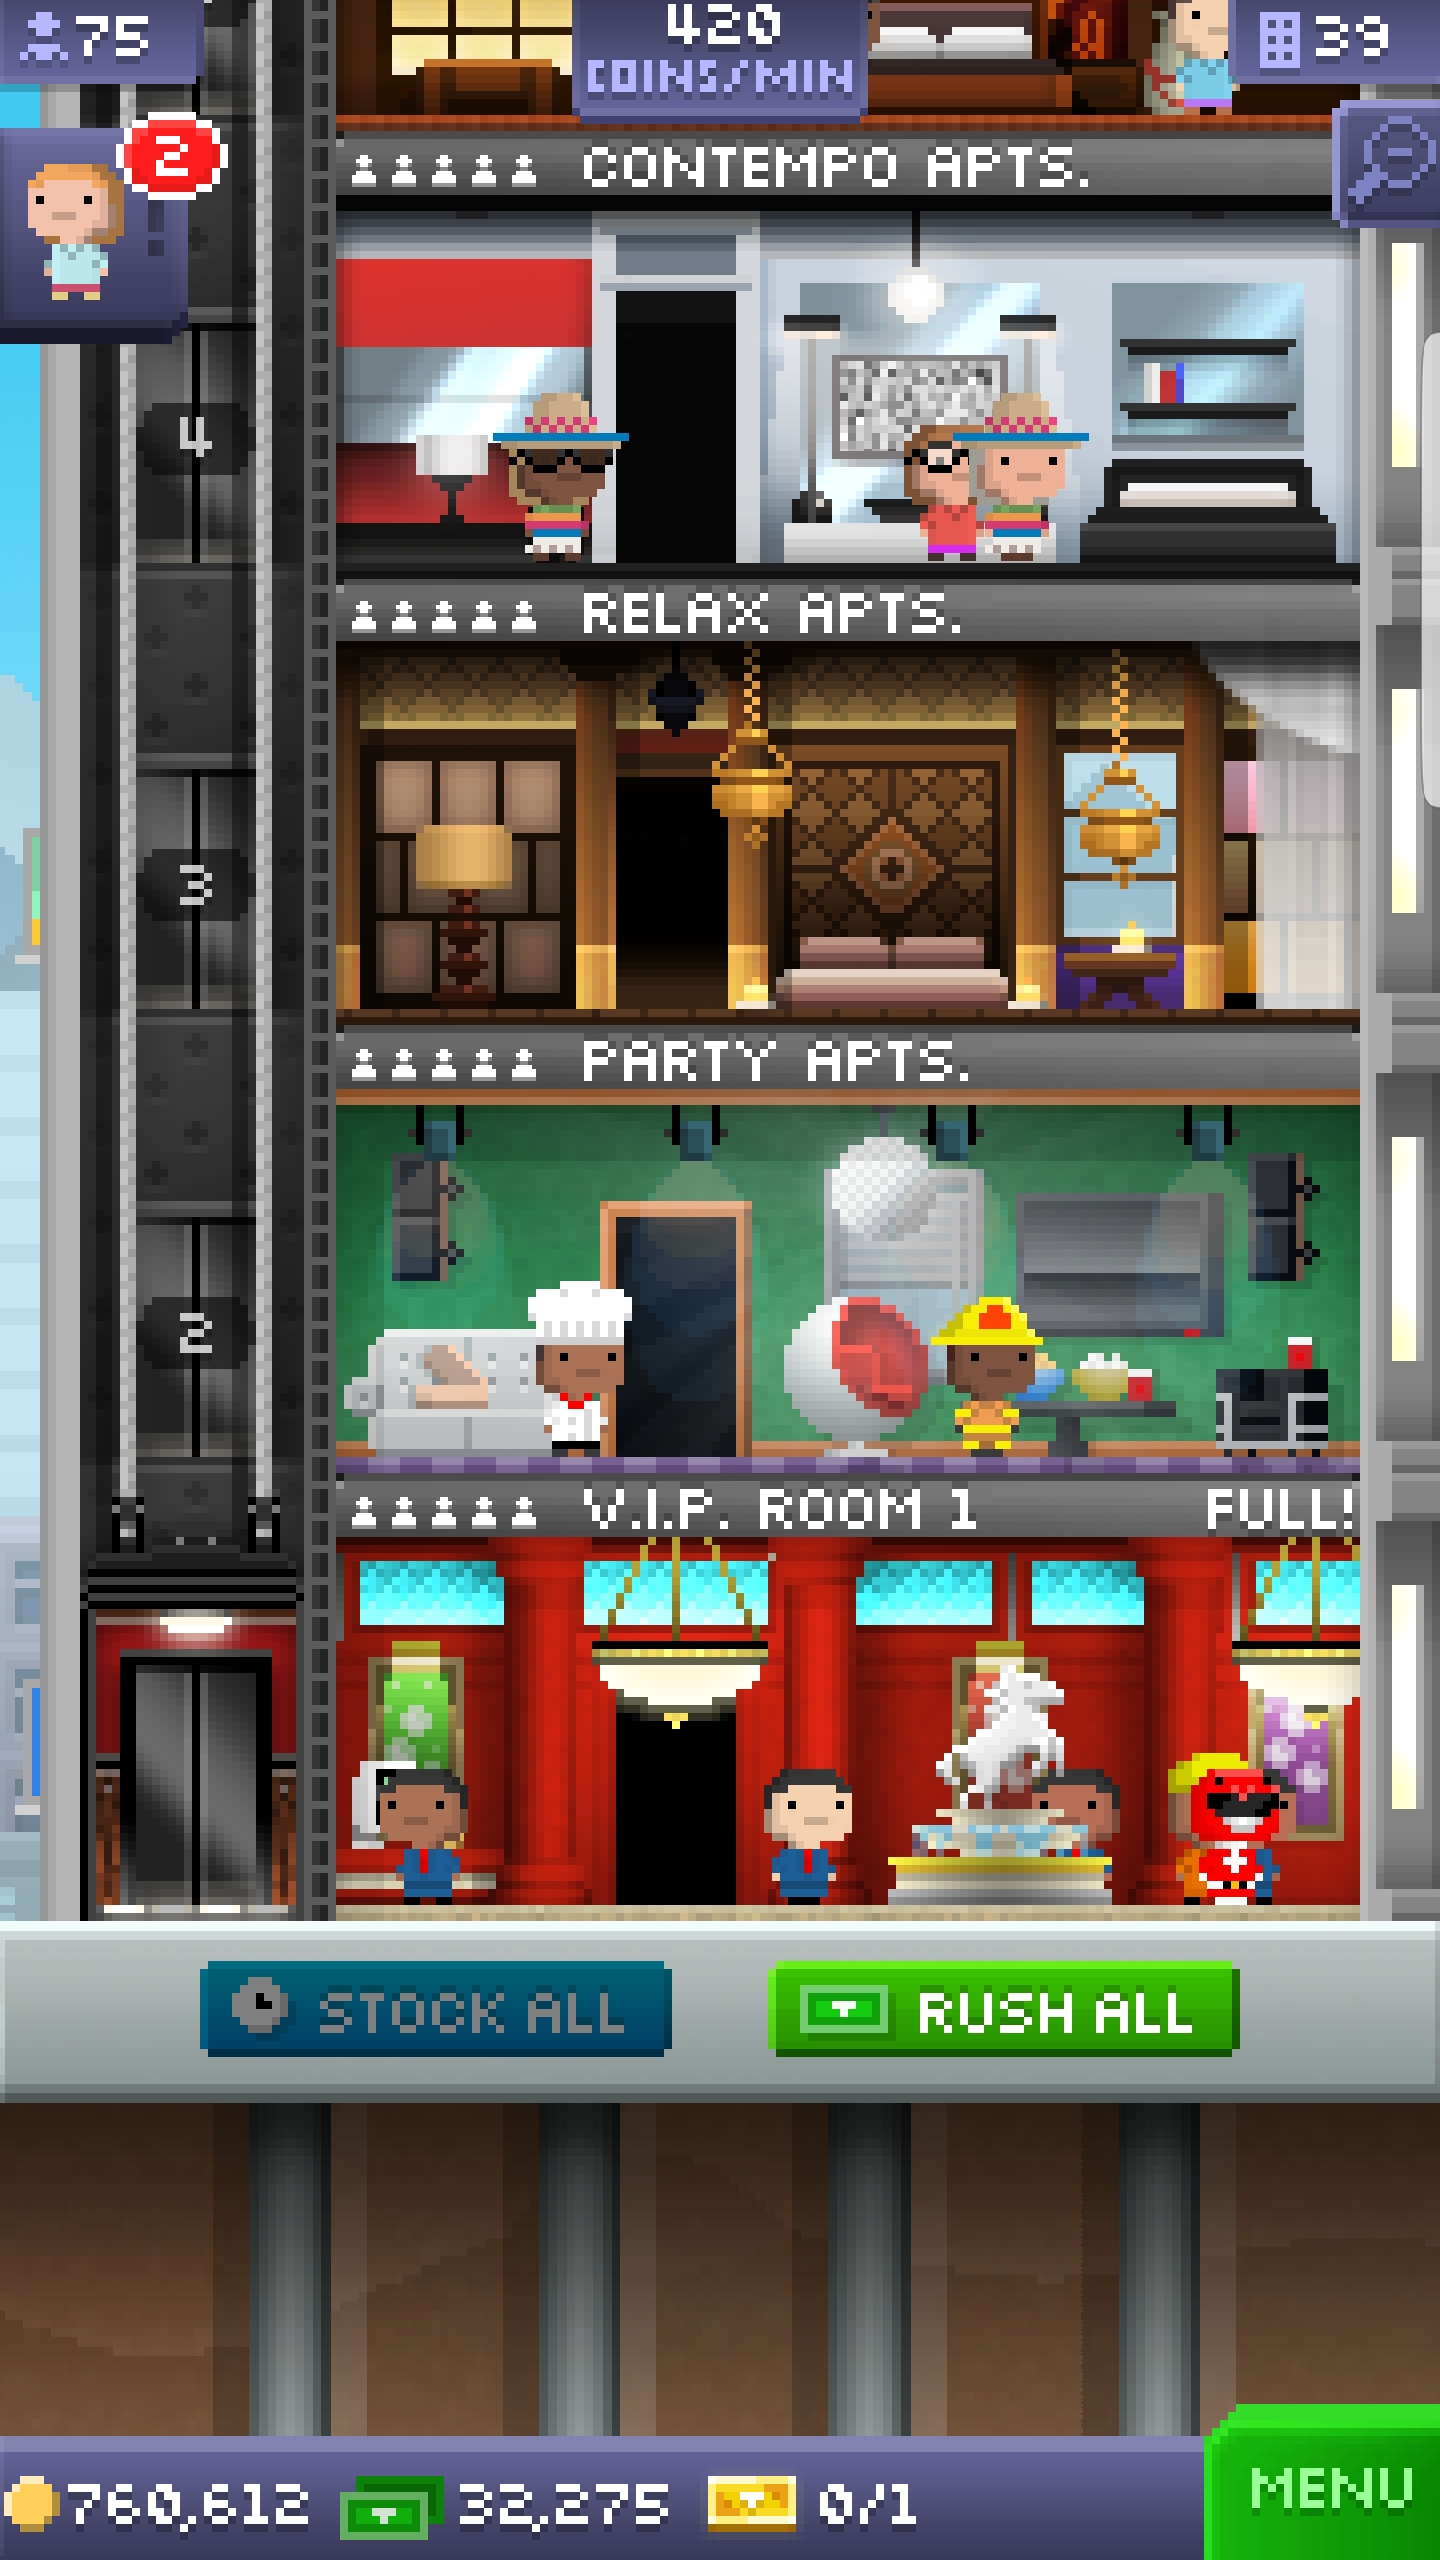 75
420
COINS/MIN
39
2
CONTEMPO APTS.
4
RELAX APTS.
3
PARTY APTS.
2
V.I.P. ROOM 1 FULL!
STOCK ALL
RUSH ALL
760,612
32,275
0/1
MENU